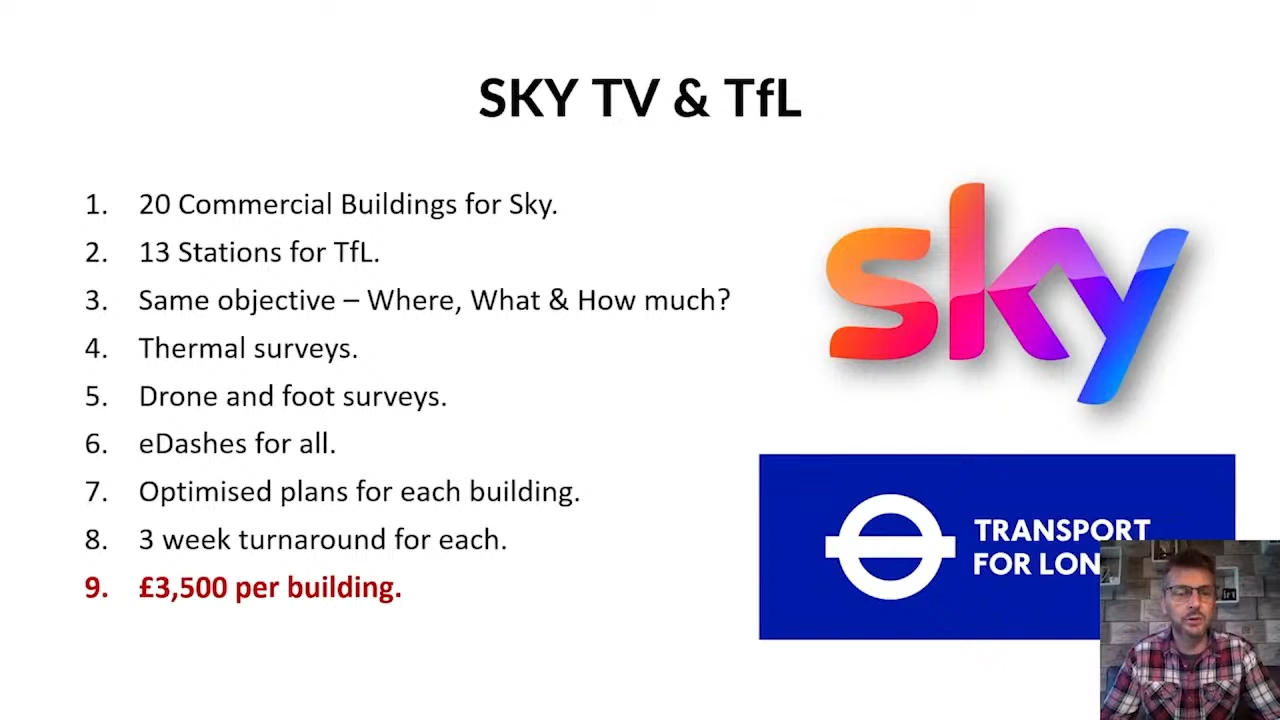 SKY TV & TfL
1. 20 Commercial Buildings for Sky.
2. 13 Stations for TfL.
3. Same objective – Where, What & How much?
4. Thermal surveys.
5. Drone and foot surveys.
6. eDashes for all.
7. Optimised plans for each building.
8. 3 week turnaround for each.
9. £3,500 per building.
sky
TRANSPORT
FOR LON